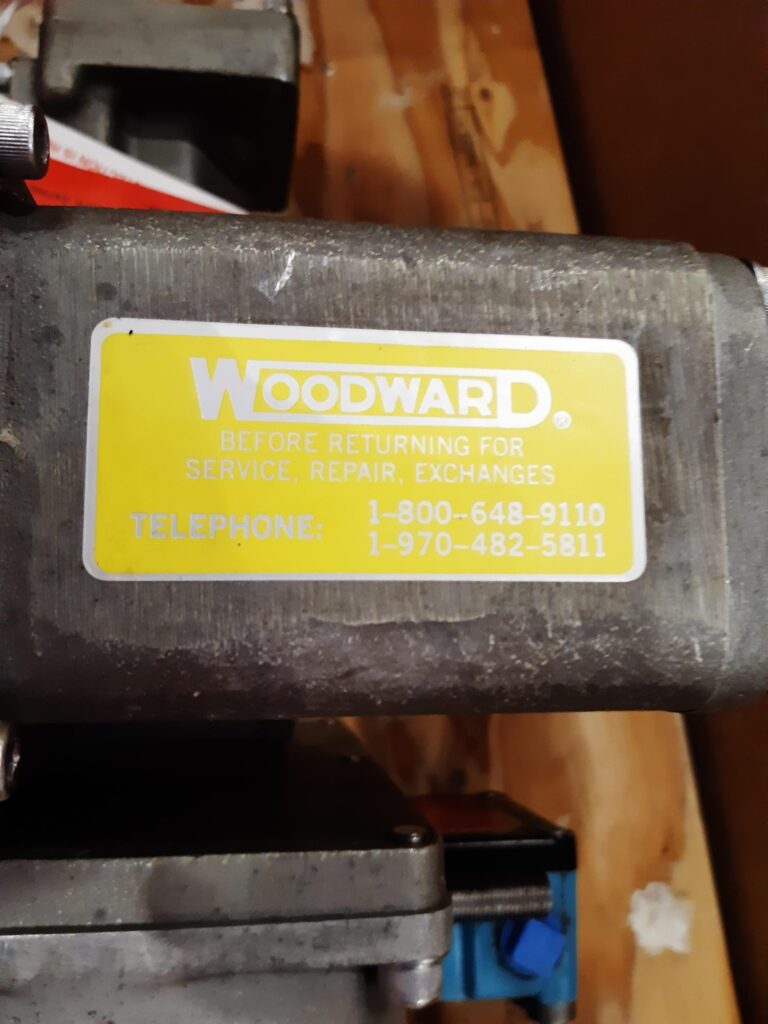 WOODWARD®
BEFORE RETURNING FOR
SERVICE, REPAIR, EXCHANGES
TELEPHONE: 1-800-648-9110
1-970-482-5811